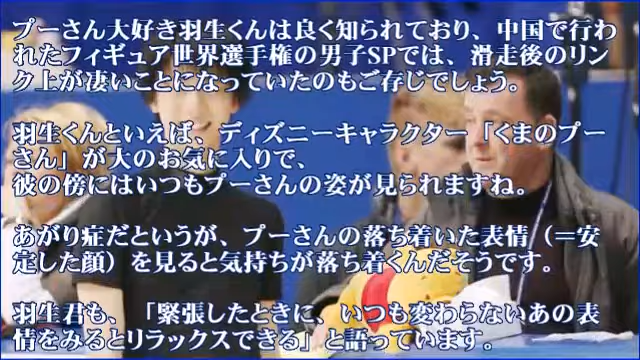 プーさん大好き羽生くんは良く知られており、中国で行わ
れたフィギュア世界選手権の男子SPでは、滑走後のリン
ク上が凄いことになっていたのもご存じでしょう。
羽生くんといえば、ディズニーキャラクター「くまのプー
さん」が大のお気に入りで、
彼の傍にはいつもプーさんの姿が見られますね。
あがり症だというが、プーさんの落ち着いた表情（＝安
定した顔）を見ると気持ちが落ち着くんだそうです。
羽生君も、「緊張したときに、いつも変わらないあの表
情をみるとリラックスできる」と語っています。